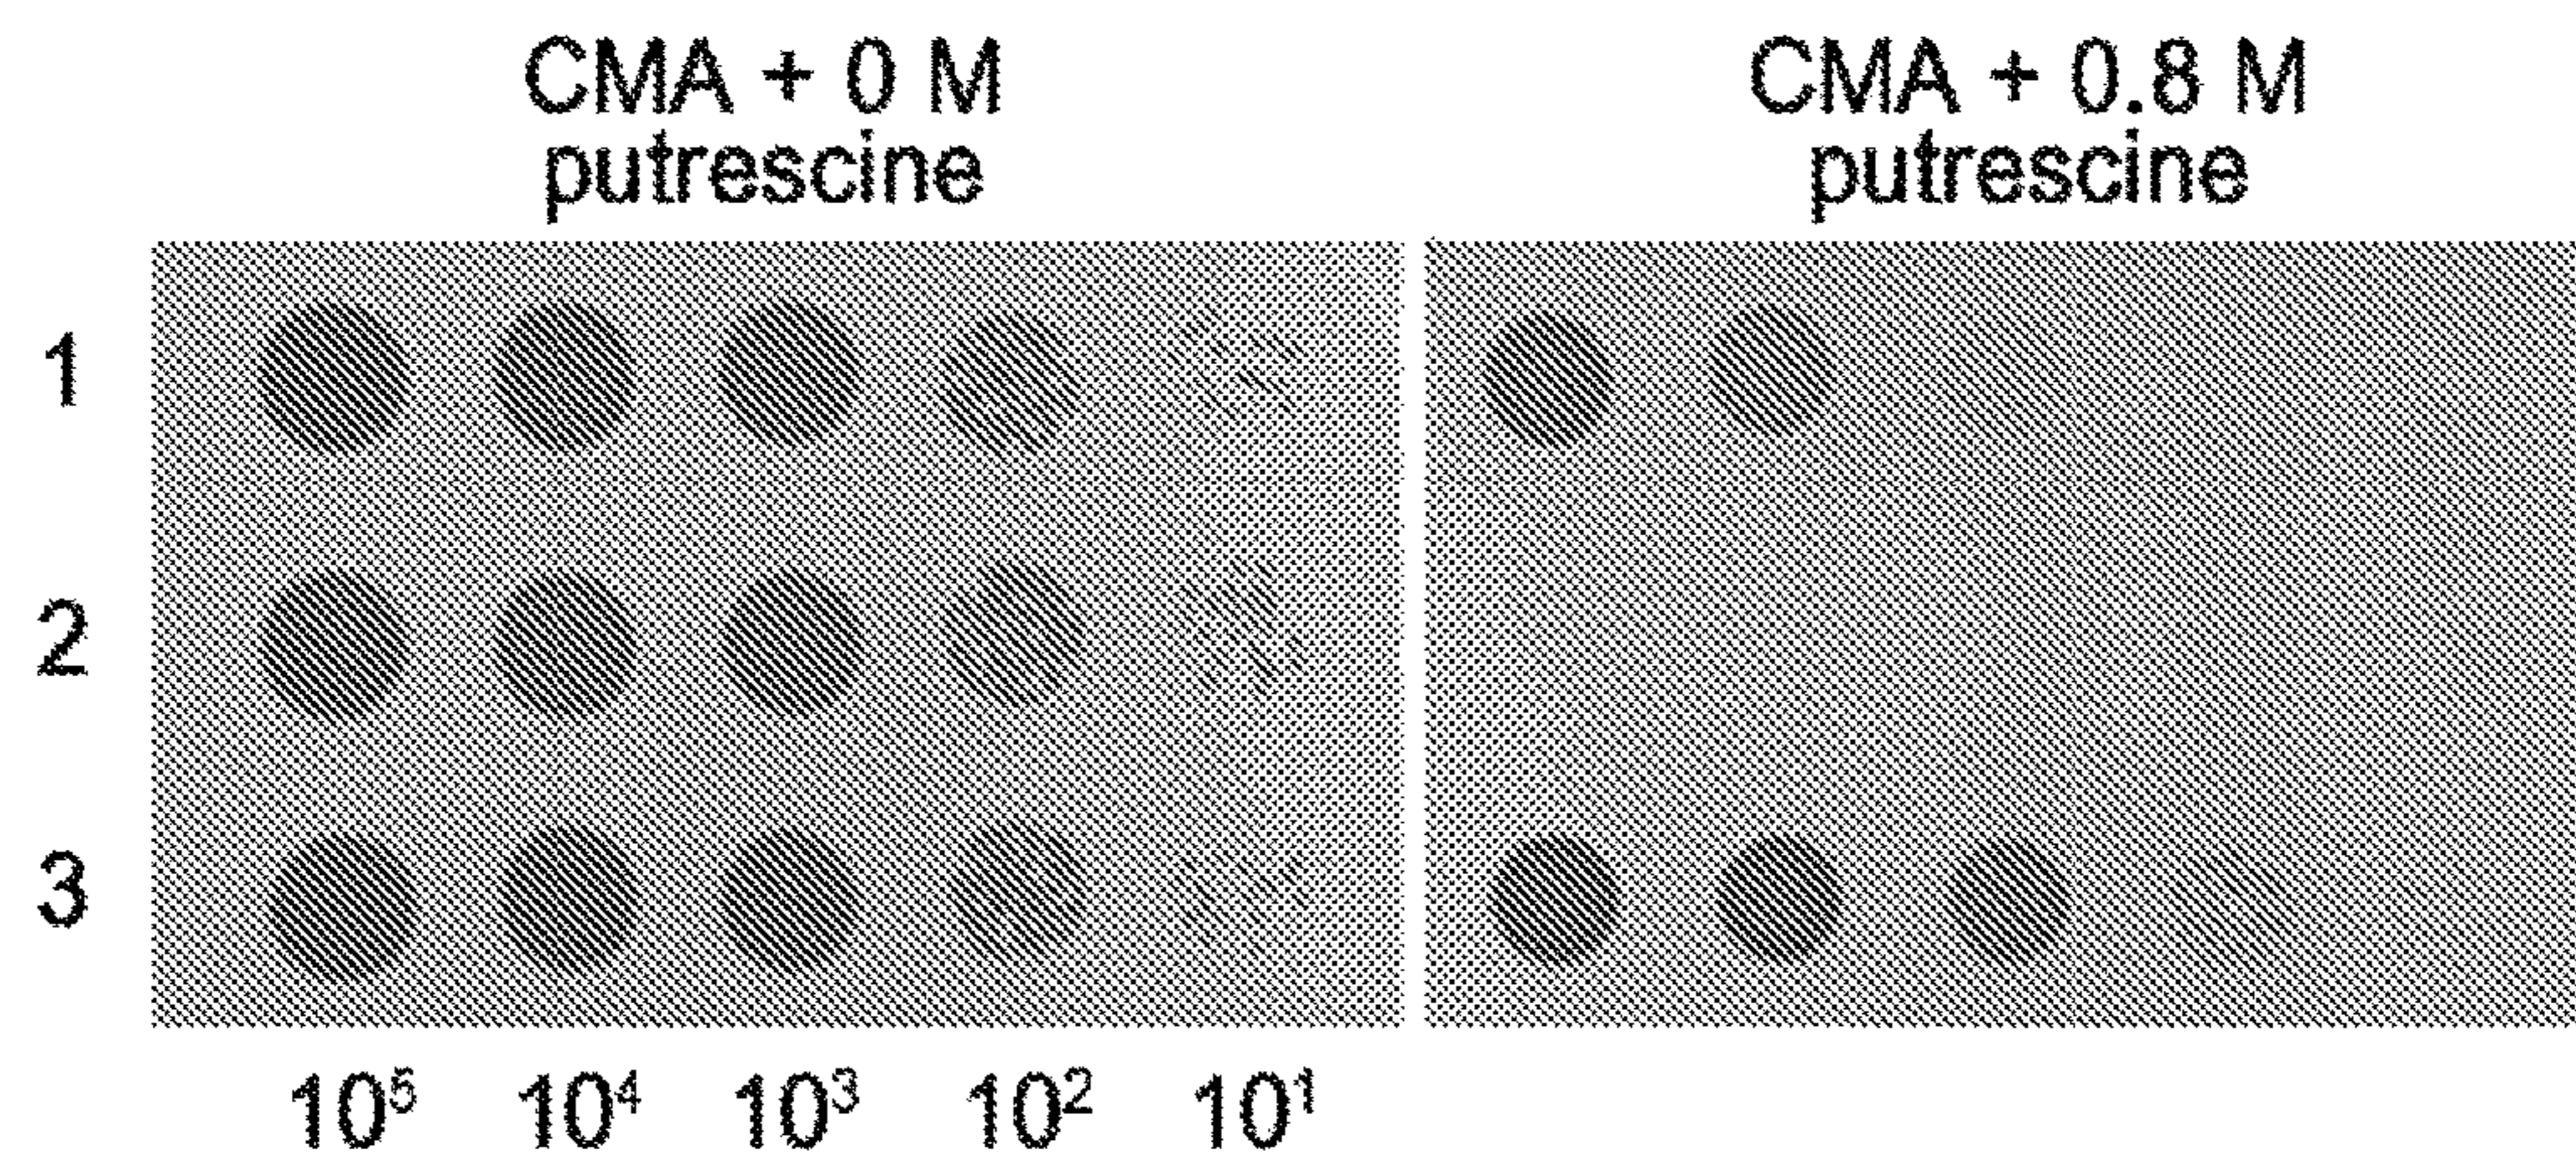 CMA + 0 M
putrescine
CMA + 0.8 M
putrescine
1
2
3
10⁵ 10⁴ 10³ 10² 10¹